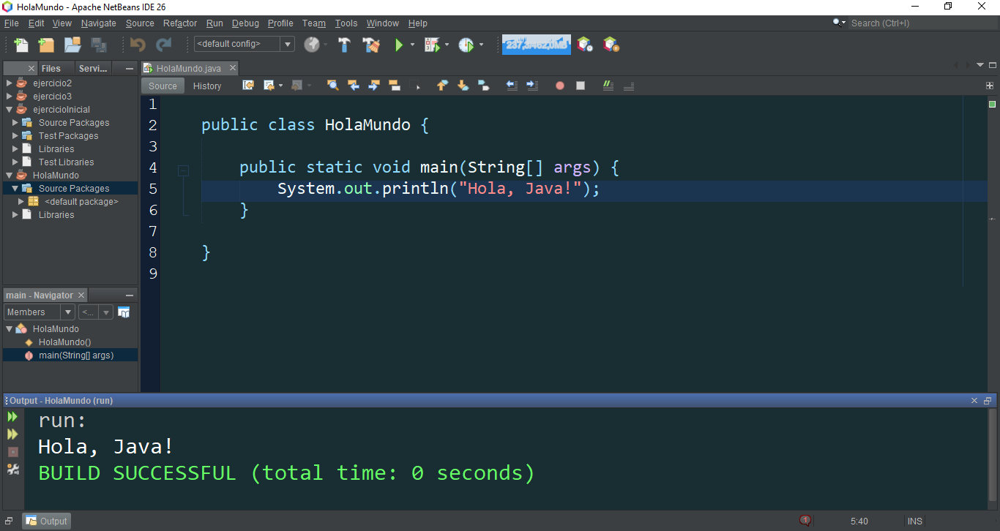 HolaMundo - Apache NetBeans IDE 26
File Edit View Navigate Source Refactor Run Debug Profile Team Tools Window Help
Search (Ctrl+I)
<default config>
Files
Servi...
HolaMundo.java
Source History
ejercicio2
ejercicio3
ejercicioInicial
Source Packages
Test Packages
Libraries
Test Libraries
HolaMundo
Source Packages
<default package>
Libraries
1
2 public class HolaMundo {
3
4 public static void main(String[] args) {
5 System.out.println("Hola, Java!");
6 }
7
8 }
9
main - Navigator
Members
<...
HolaMundo
HolaMundo()
main(String[] args)
Output - HolaMundo (run)
run:
Hola, Java!
BUILD SUCCESSFUL (total time: 0 seconds)
Output
1
5:40
INS